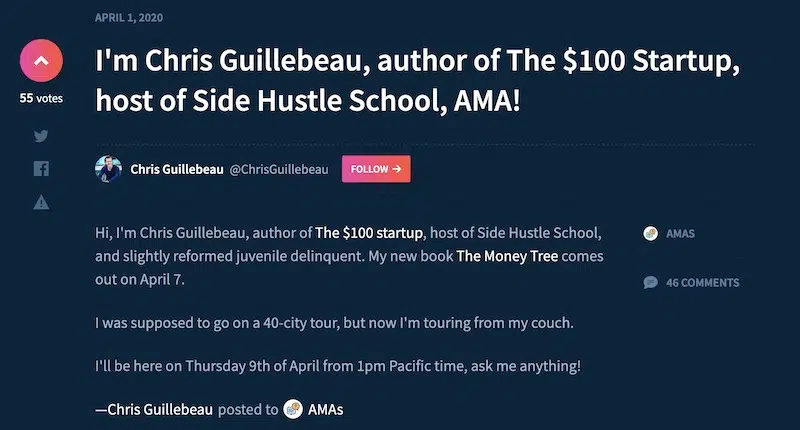 APRIL 1, 2020
I'm Chris Guillebeau, author of The $100 Startup,
host of Side Hustle School, AMA!
55 votes
Chris Guillebeau @ChrisGuillebeau FOLLOW →
Hi, I'm Chris Guillebeau, author of The $100 startup, host of Side Hustle School,
and slightly reformed juvenile delinquent. My new book The Money Tree comes
out on April 7.
AMAS
46 COMMENTS
I was supposed to go on a 40-city tour, but now I'm touring from my couch.
I'll be here on Thursday 9th of April from 1pm Pacific time, ask me anything!
—Chris Guillebeau posted to AMAs